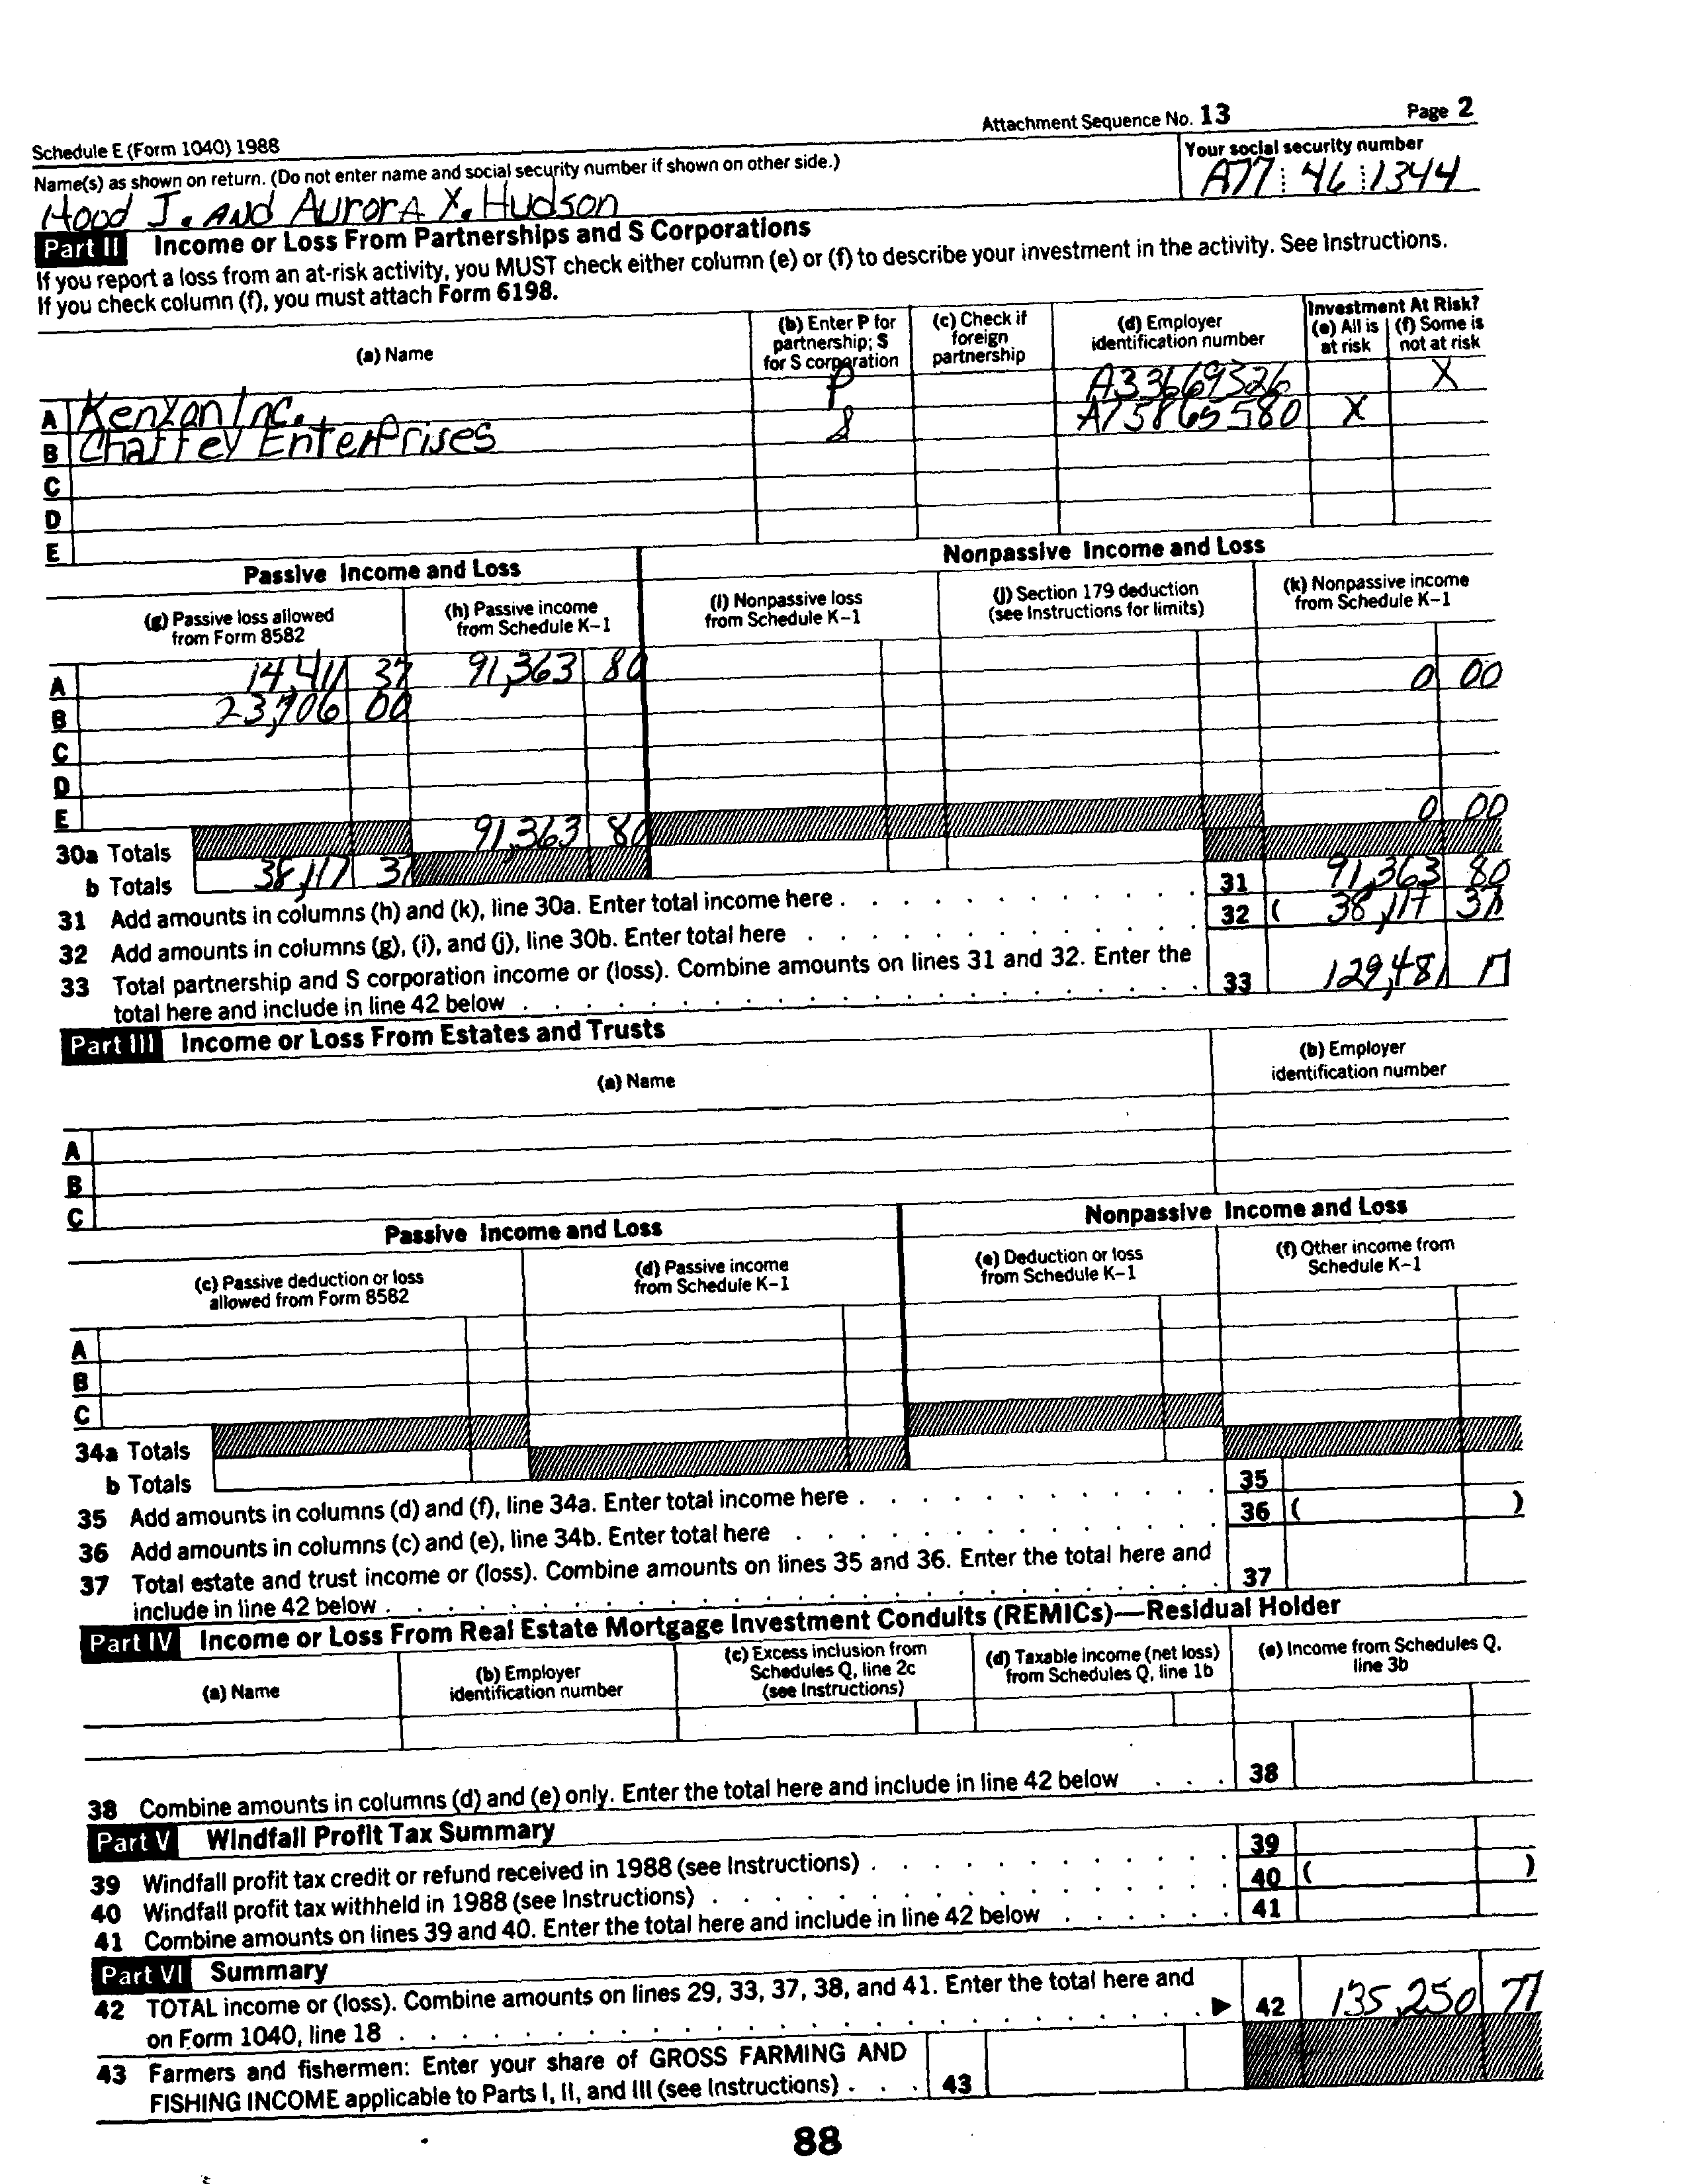 Schedule E (Form 1040) 1988 Attachment Sequence No. 13 Page 2
Name(s) as shown on return. (Do not enter name and social security number if shown on other side.) Your social security number
Hood J. and Aurora X. Hudson A77 46 1344
Part II Income or Loss From Partnerships and S Corporations
If you report a loss from an at-risk activity, you MUST check either column (e) or (f) to describe your investment in the activity. See Instructions.
If you check column (f), you must attach Form 6198.
(a) Name (b) Enter P for partnership; S for S corporation (c) Check if foreign partnership (d) Employer identification number Investment At Risk? (e) All is at risk (f) Some is not at risk
A Kenyon Inc. P A33669326 X
B Chaffey Enterprises S A75865580 X
C
D
E
Passive Income and Loss Nonpassive Income and Loss
(g) Passive loss allowed from Form 8582 (h) Passive income from Schedule K–1 (i) Nonpassive loss from Schedule K–1 (j) Section 179 deduction (see Instructions for limits) (k) Nonpassive income from Schedule K–1
A 14,411 37 91,363 80 0 00
B 23,706 00
C
D
E
30a Totals 91,363 80 0 00
b Totals 38,117 37
31 Add amounts in columns (h) and (k), line 30a. Enter total income here . 31 91,363 80
32 Add amounts in columns (g), (i), and (j), line 30b. Enter total here 32 ( 38,117 37
33 Total partnership and S corporation income or (loss). Combine amounts on lines 31 and 32. Enter the
total here and include in line 42 below 33 129,481 17
Part III Income or Loss From Estates and Trusts
(a) Name (b) Employer identification number
A
B
C
Passive Income and Loss Nonpassive Income and Loss
(c) Passive deduction or loss allowed from Form 8582 (d) Passive income from Schedule K–1 (e) Deduction or loss from Schedule K–1 (f) Other income from Schedule K–1
A
B
C
34a Totals
b Totals
35 Add amounts in columns (d) and (f), line 34a. Enter total income here . 35
36 Add amounts in columns (c) and (e), line 34b. Enter total here 36 ( )
37 Total estate and trust income or (loss). Combine amounts on lines 35 and 36. Enter the total here and
include in line 42 below . 37
Part IV Income or Loss From Real Estate Mortgage Investment Conduits (REMICs)—Residual Holder
(a) Name (b) Employer identification number (c) Excess inclusion from Schedules Q, line 2c (see Instructions) (d) Taxable income (net loss) from Schedules Q, line 1b (e) Income from Schedules Q, line 3b
38 Combine amounts in columns (d) and (e) only. Enter the total here and include in line 42 below 38
Part V Windfall Profit Tax Summary
39 Windfall profit tax credit or refund received in 1988 (see Instructions) . 39
40 Windfall profit tax withheld in 1988 (see Instructions) 40 ( )
41 Combine amounts on lines 39 and 40. Enter the total here and include in line 42 below 41
Part VI Summary
42 TOTAL income or (loss). Combine amounts on lines 29, 33, 37, 38, and 41. Enter the total here and
on Form 1040, line 18 ▶ 42 135,250 77
43 Farmers and fishermen: Enter your share of GROSS FARMING AND
FISHING INCOME applicable to Parts I, II, and III (see Instructions) . 43
88